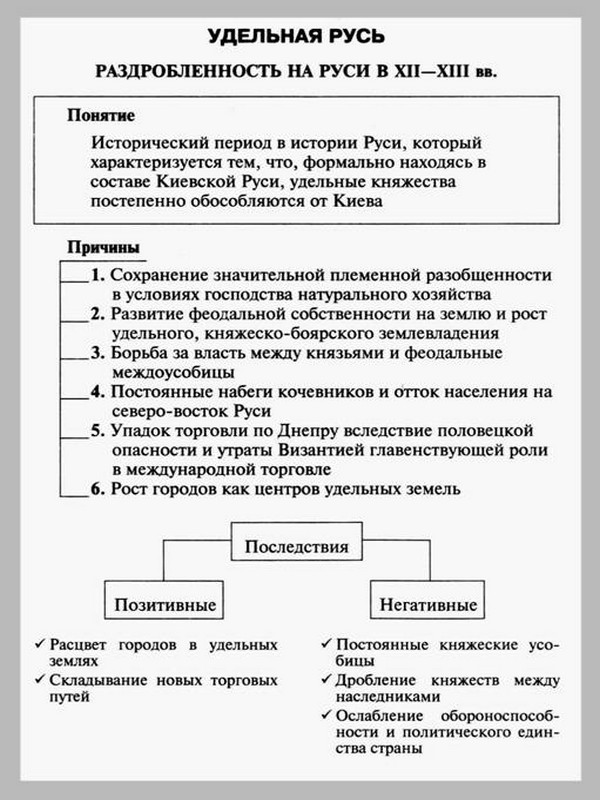 УДЕЛЬНАЯ РУСЬ
РАЗДРОБЛЕННОСТЬ НА РУСИ В XII—XIII вв.
Понятие
Исторический период в истории Руси, который
характеризуется тем, что, формально находясь в
составе Киевской Руси, удельные княжества
постепенно обособляются от Киева
Причины
1. Сохранение значительной племенной разобщенности
в условиях господства натурального хозяйства
2. Развитие феодальной собственности на землю и рост
удельного, княжеско-боярского землевладения
3. Борьба за власть между князьями и феодальные
междоусобицы
4. Постоянные набеги кочевников и отток населения на
северо-восток Руси
5. Упадок торговли по Днепру вследствие половецкой
опасности и утраты Византией главенствующей роли
в международной торговле
6. Рост городов как центров удельных земель
Последствия
Позитивные
✓ Расцвет городов в удельных
землях
✓ Складывание новых торговых
путей
Негативные
✓ Постоянные княжеские усо-
бицы
✓ Дробление княжеств между
наследниками
✓ Ослабление обороноспособ-
ности и политического един-
ства страны